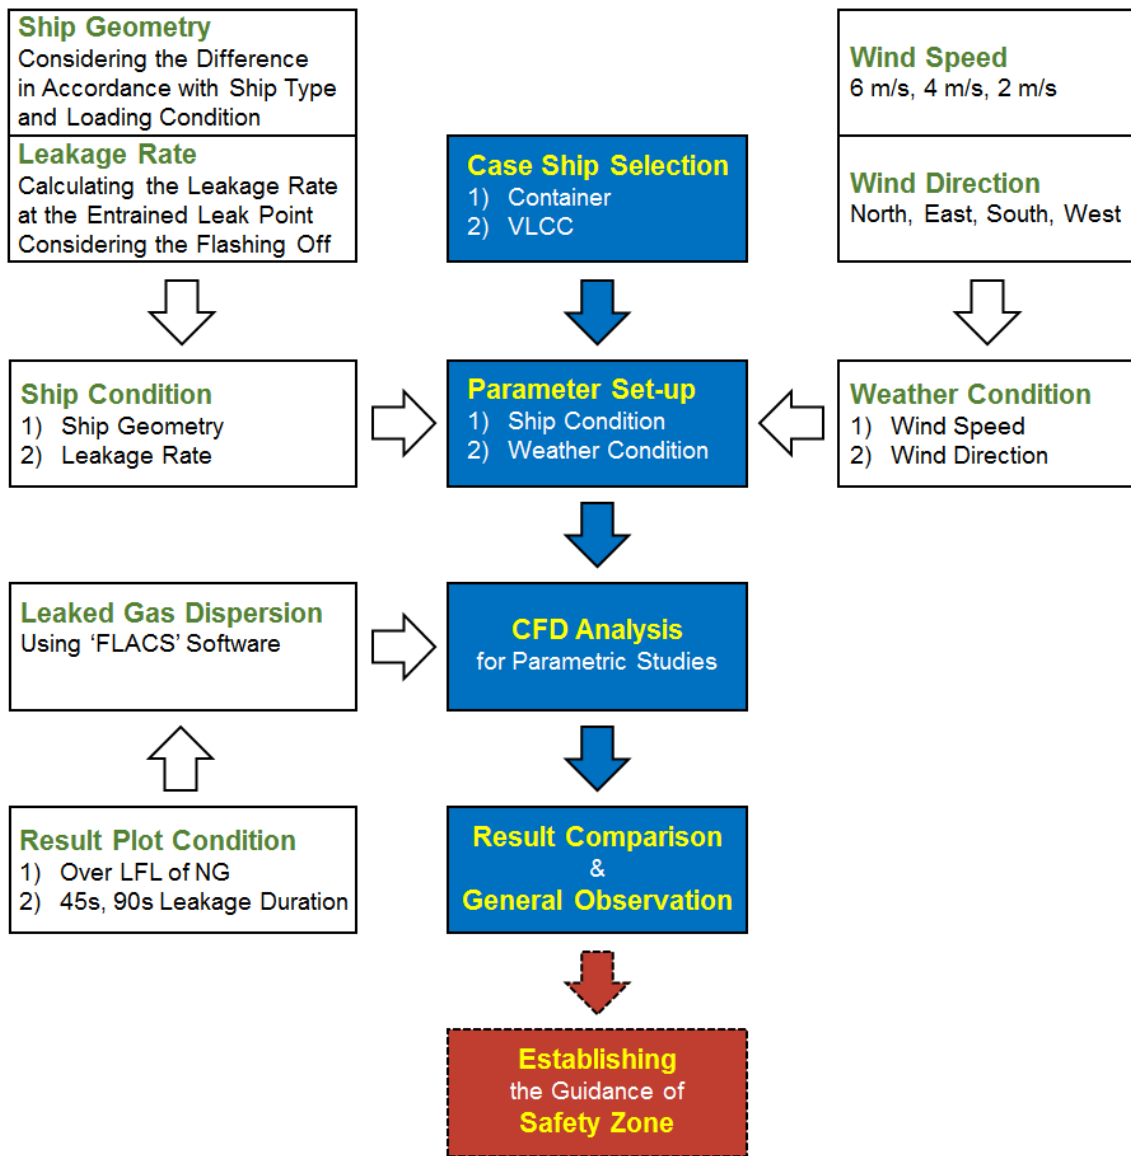 Ship Geometry
Considering the Difference
in Accordance with Ship Type
and Loading Condition
Leakage Rate
Calculating the Leakage Rate
at the Entrained Leak Point
Considering the Flashing Off
Case Ship Selection
1) Container
2) VLCC
Wind Speed
6 m/s, 4 m/s, 2 m/s
Wind Direction
North, East, South, West
Ship Condition
1) Ship Geometry
2) Leakage Rate
Parameter Set-up
1) Ship Condition
2) Weather Condition
Weather Condition
1) Wind Speed
2) Wind Direction
Leaked Gas Dispersion
Using ‘FLACS’ Software
CFD Analysis
for Parametric Studies
Result Plot Condition
1) Over LFL of NG
2) 45s, 90s Leakage Duration
Result Comparison
&
General Observation
Establishing
the Guidance of
Safety Zone